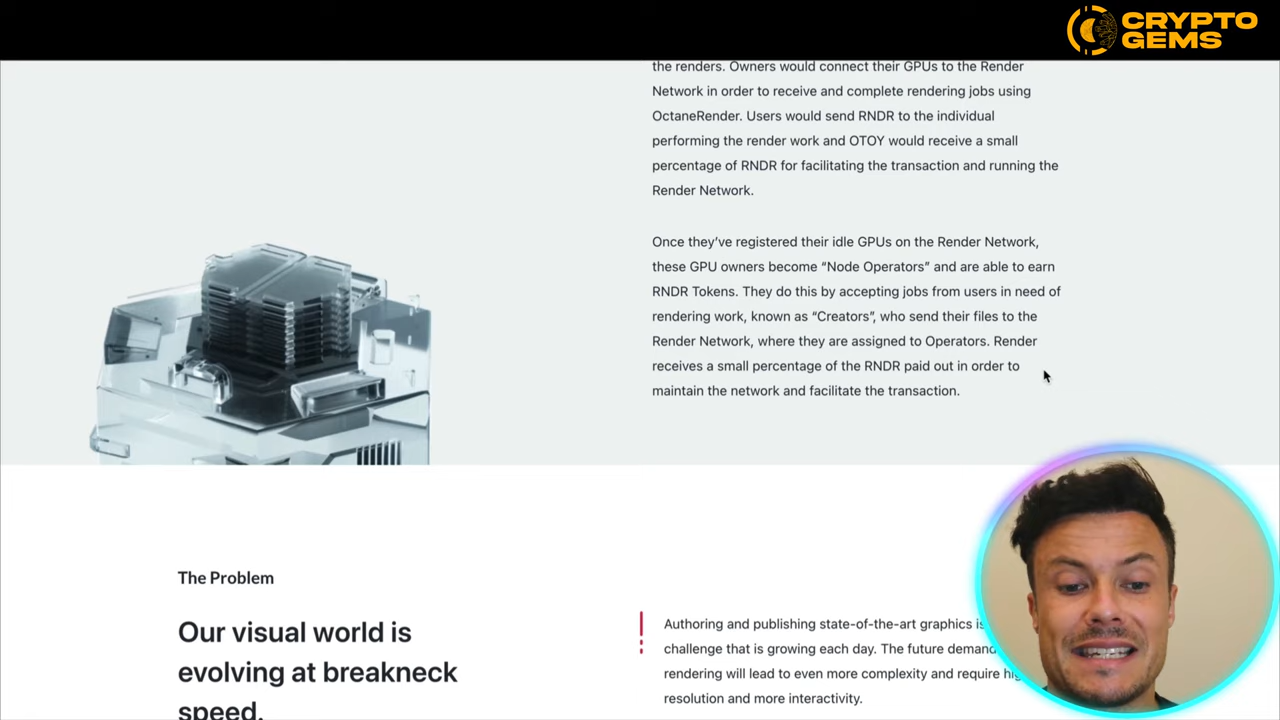 CRYPTO
GEMS
the renders. Owners would connect their GPUs to the Render
Network in order to receive and complete rendering jobs using
OctaneRender. Users would send RNDR to the individual
performing the render work and OTOY would receive a small
percentage of RNDR for facilitating the transaction and running the
Render Network.
Once they’ve registered their idle GPUs on the Render Network,
these GPU owners become “Node Operators” and are able to earn
RNDR Tokens. They do this by accepting jobs from users in need of
rendering work, known as “Creators”, who send their files to the
Render Network, where they are assigned to Operators. Render
receives a small percentage of the RNDR paid out in order to
maintain the network and facilitate the transaction.
The Problem
Our visual world is
evolving at breakneck
speed.
Authoring and publishing state-of-the-art graphics is
challenge that is growing each day. The future
rendering will lead to even more complexity and require
resolution and more interactivity.